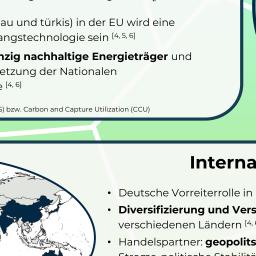 au und türkis) in der EU wird eine
angstechnologie sein [4, 5, 6]
nzig nachhaltige Energieträger und
etzung der Nationalen
e [4, 6]
S) bzw. Carbon and Capture Utilization (CCU)
Interna
• Deutsche Vorreiterrolle in
• Diversifizierung und Vers
verschiedenen Ländern [4,
• Handelspartner: geopolits